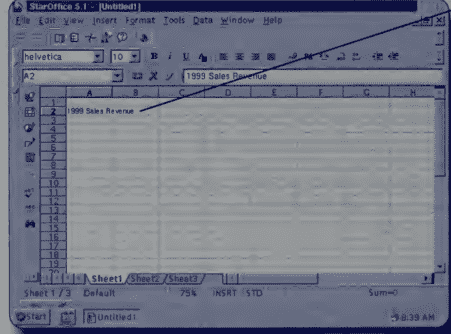 StarOffice 5.1 - [Untitled1]
File Edit View Insert Format Tools Data Window Help
helvetica 10 B i U A
A2 1999 Sales Revenue
A B C D E F G H
1
2 1999 Sales Revenue
3
4
5
6
7
8
9
10
11
12
13
14
15
16
17
18
19
20
Sheet1 Sheet2 Sheet3
Sheet 1 / 3 Default 75% INSRT STD Sum=0
Start Untitled1 8:39 AM